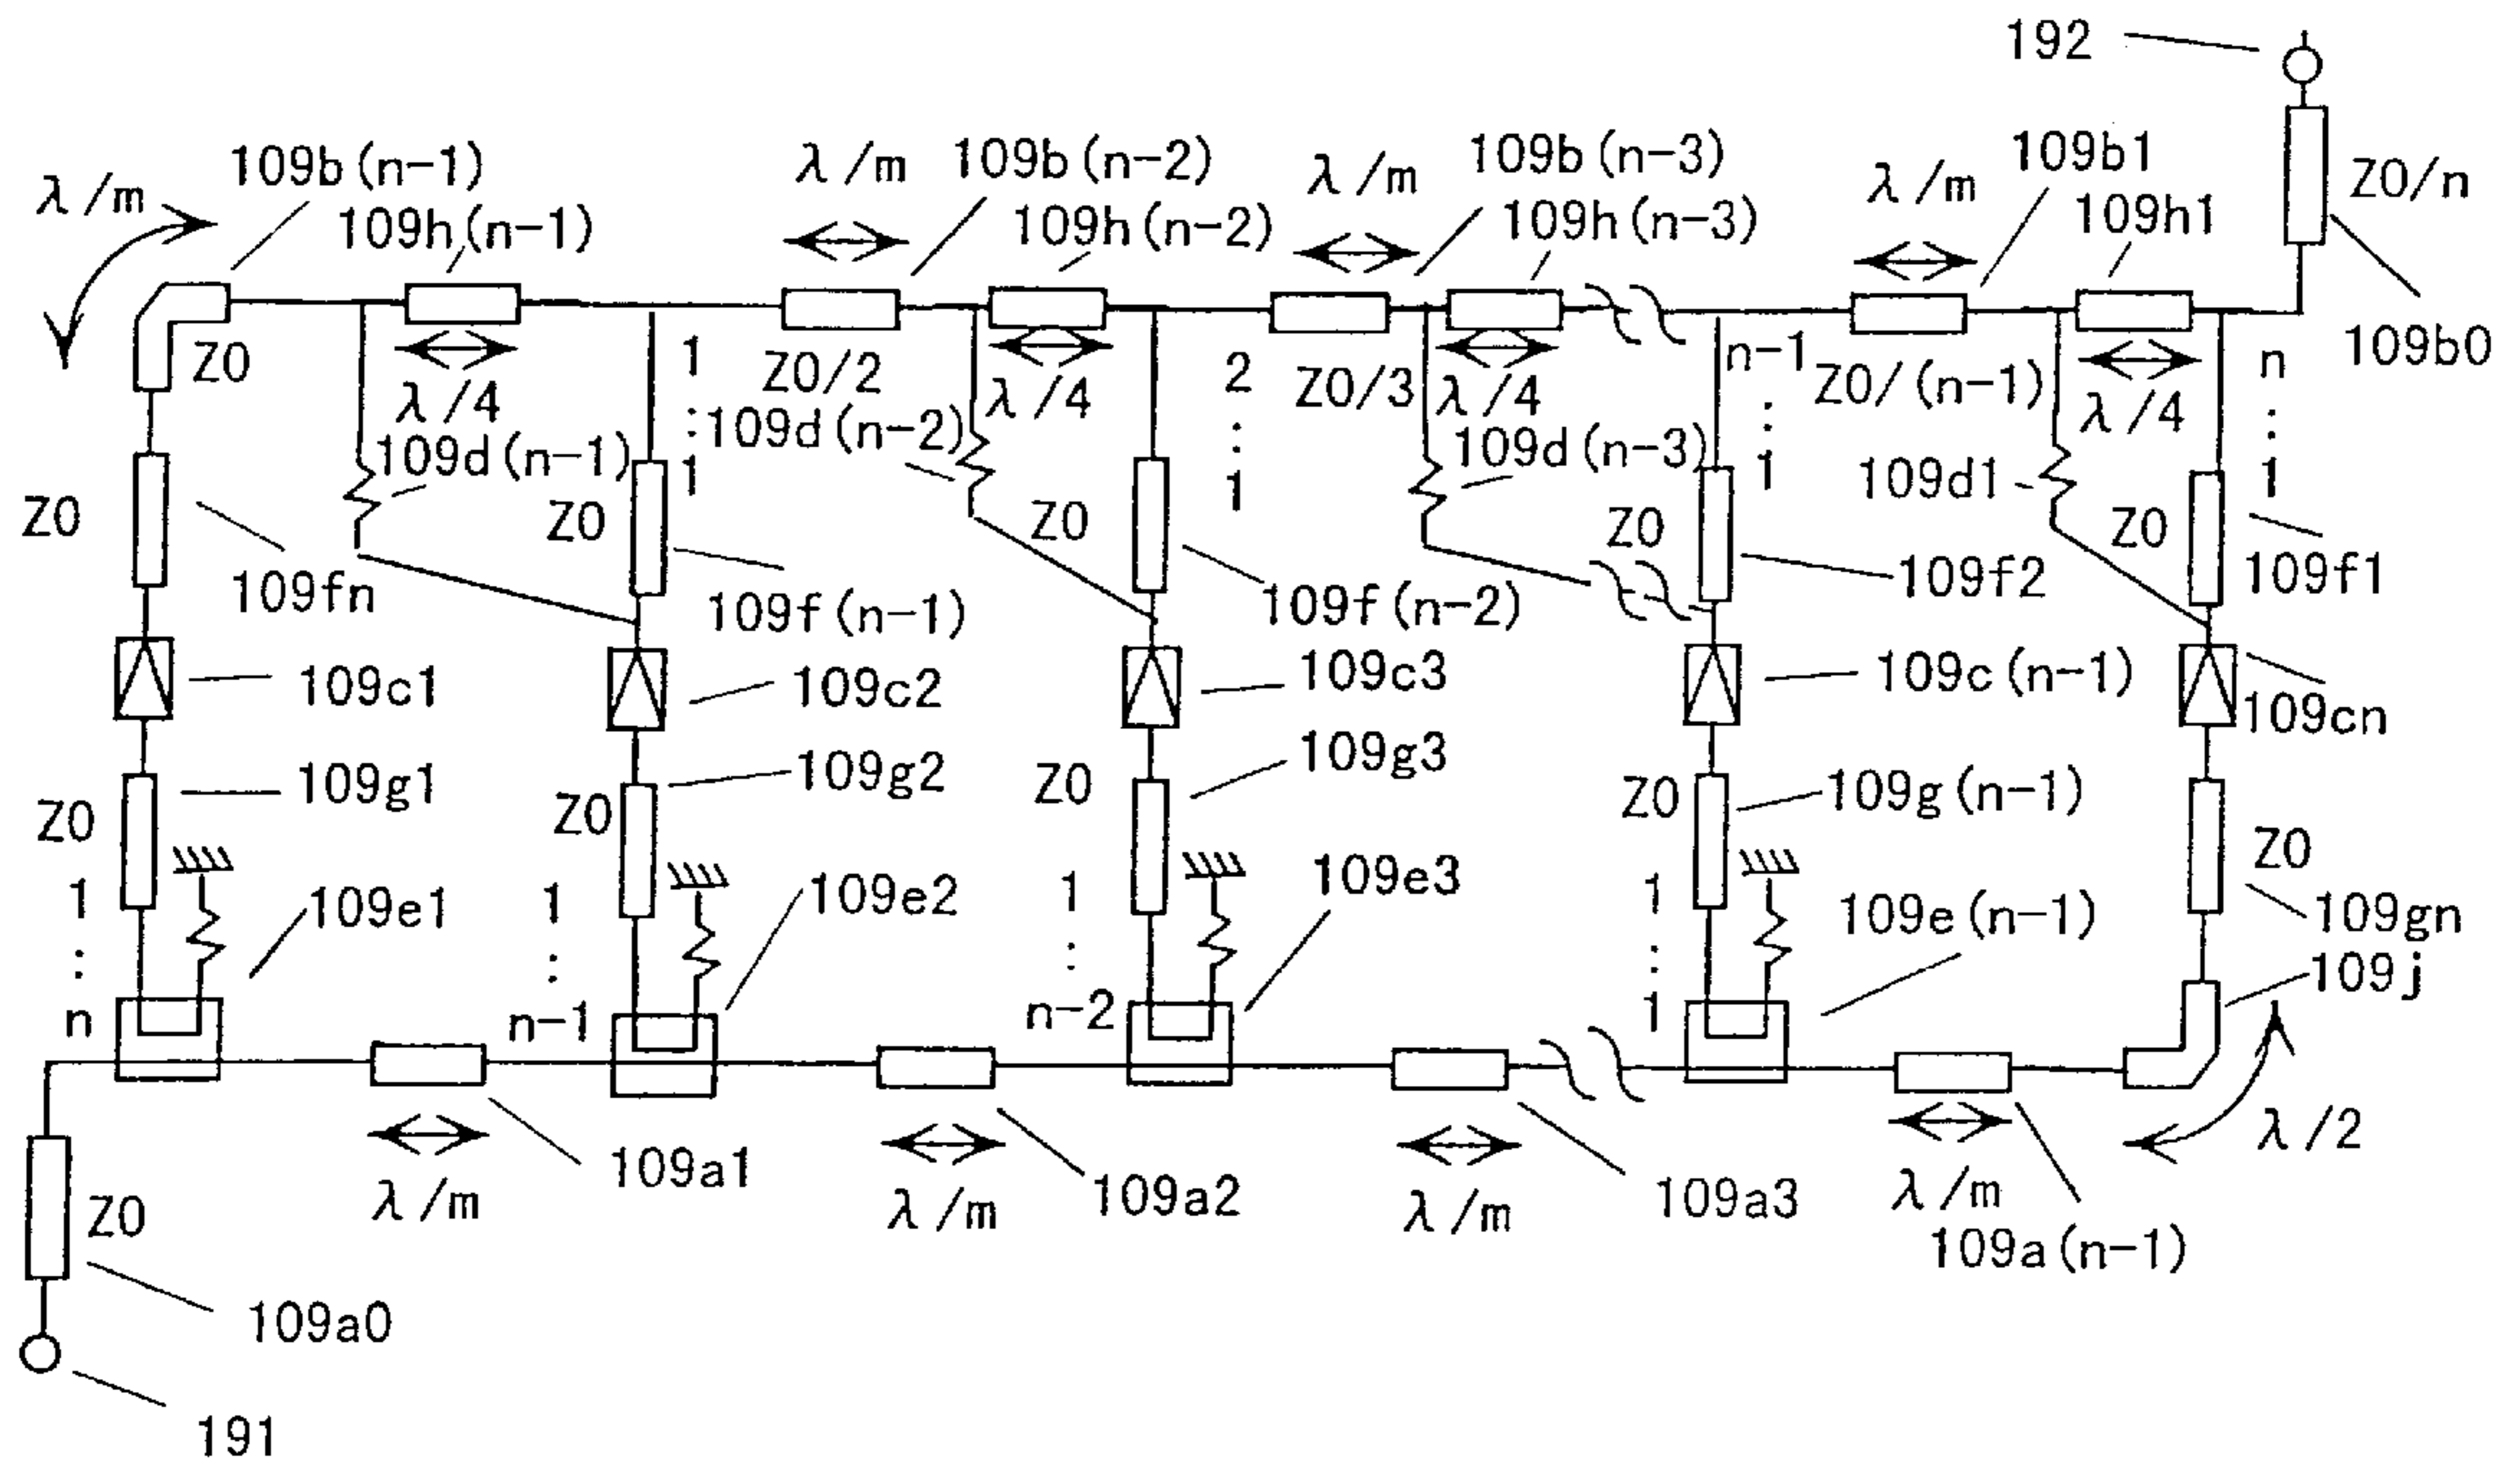 192
λ/m 109b(n-1) λ/m 109b(n-2) λ/m 109b(n-3) λ/m 109b1 Z0/n
109h(n-1) 109h(n-2) 109h(n-3) 109h1
Z0 1 Z0/2 2 Z0/3 n-1 Z0/(n-1) n 109b0
λ/4 λ/4 λ/4 λ/4
: 109d(n-2) : : :
109d(n-1) 1 1 109d(n-3) 1 109d1 1
Z0 Z0 Z0 Z0 Z0
109fn 109f(n-1) 109f(n-2) 109f2 109f1
109c1 109c2 109c3 109c(n-1) 109cn
109g1 109g2 109g3 109g(n-1)
Z0 Z0 Z0 Z0 Z0
1 109e1 1 109e2 1 109e3 1 109e(n-1) 109gn
: : : : 109j
n n-1 n-2 1
λ/m λ/m λ/m λ/m λ/2
109a1 109a2 109a3 109a(n-1)
Z0
109a0
191